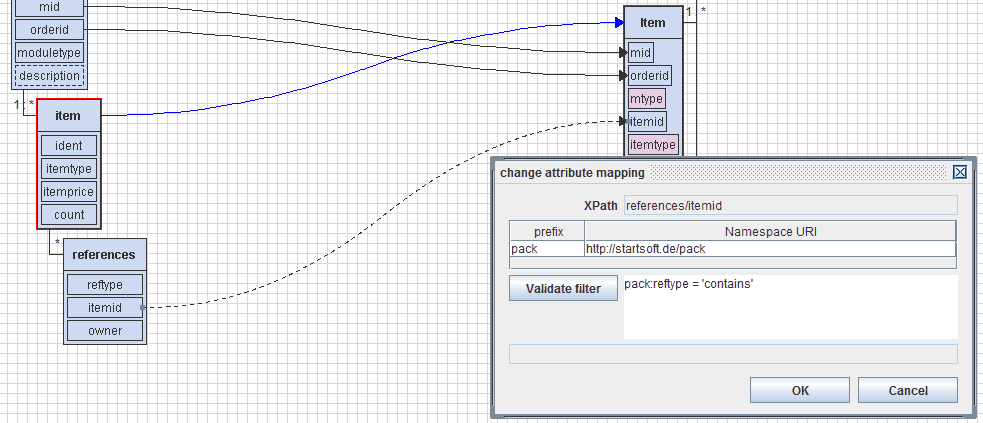 mid
orderid
moduletype
description
1
*
item
ident
itemtype
itemprice
count
*
references
reftype
itemid
owner
Item
1
*
mid
orderid
mtype
itemid
itemtype
change attribute mapping
XPath references/itemid
prefix Namespace URI
pack http://startsoft.de/pack
Validate filter pack:reftype = 'contains'
OK Cancel